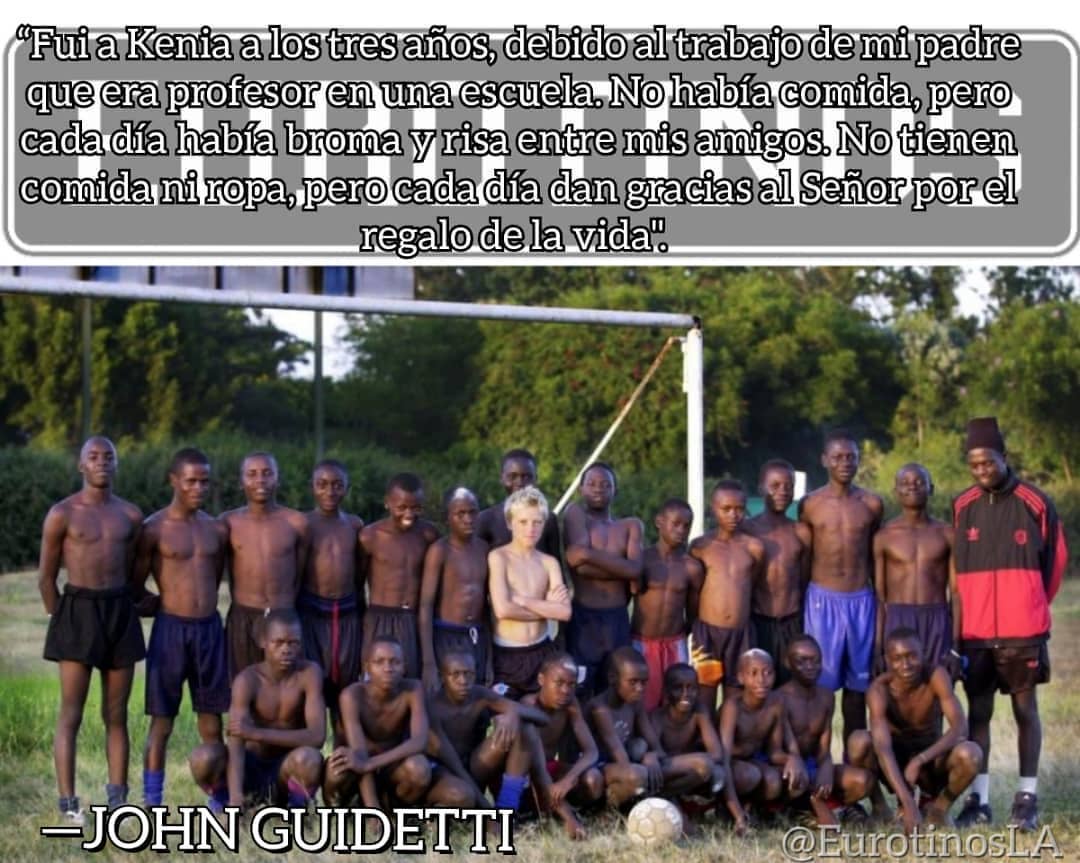 “Fui a Kenia a los tres años, debido al trabajo de mi padre
que era profesor en una escuela. No había comida, pero
cada día había broma y risa entre mis amigos. No tienen
comida ni ropa, pero cada día dan gracias al Señor por el
regalo de la vida".
—JOHN GUIDETTI
@EurotinosLA